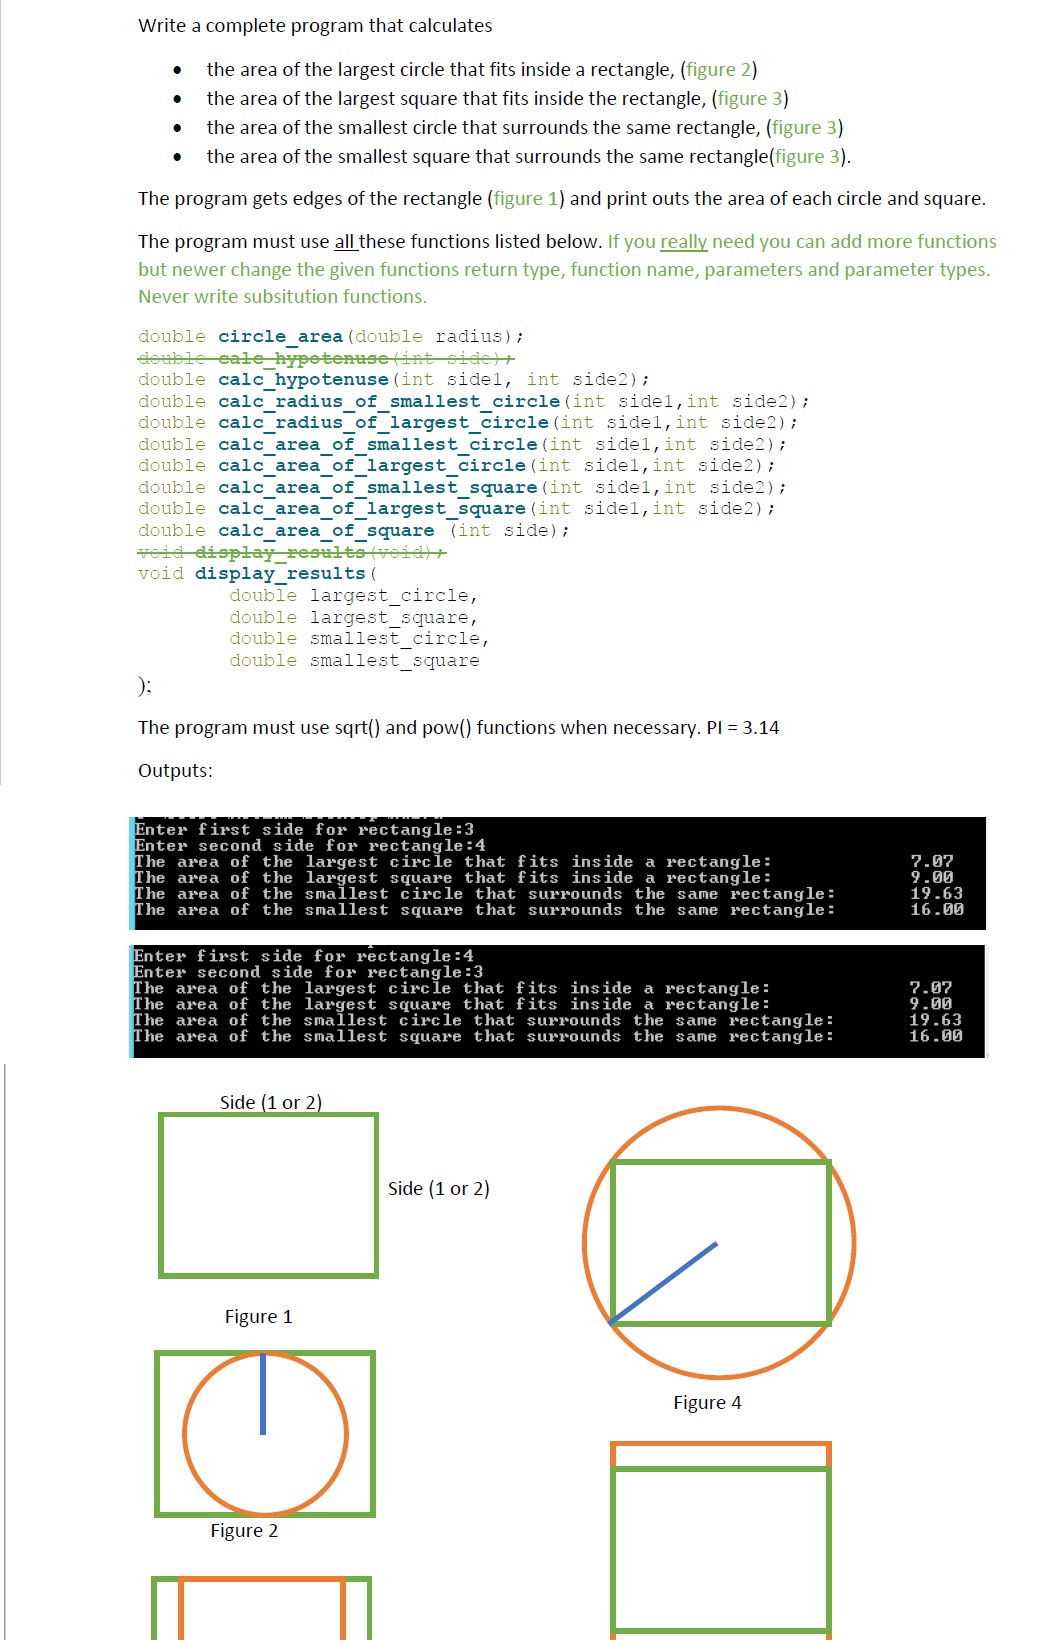 Write a complete program that calculates
• the area of the largest circle that fits inside a rectangle, (figure 2)
• the area of the largest square that fits inside the rectangle, (figure 3)
• the area of the smallest circle that surrounds the same rectangle, (figure 3)
• the area of the smallest square that surrounds the same rectangle(figure 3).
The program gets edges of the rectangle (figure 1) and print outs the area of each circle and square.
The program must use all these functions listed below. If you really need you can add more functions
but newer change the given functions return type, function name, parameters and parameter types.
Never write subsitution functions.
double circle_area(double radius);
double calc_hypotenuse(int side);
double calc_hypotenuse(int side1, int side2);
double calc_radius_of_smallest_circle(int side1,int side2);
double calc_radius_of_largest_circle(int side1,int side2);
double calc_area_of_smallest_circle(int side1,int side2);
double calc_area_of_largest_circle(int side1,int side2);
double calc_area_of_smallest_square(int side1,int side2);
double calc_area_of_largest_square(int side1,int side2);
double calc_area_of_square (int side);
void display_results(void);
void display_results(
double largest_circle,
double largest_square,
double smallest_circle,
double smallest_square
);
The program must use sqrt() and pow() functions when necessary. PI = 3.14
Outputs:
Enter first side for rectangle:3
Enter second side for rectangle:4
The area of the largest circle that fits inside a rectangle: 7.07
The area of the largest square that fits inside a rectangle: 9.00
The area of the smallest circle that surrounds the same rectangle: 19.63
The area of the smallest square that surrounds the same rectangle: 16.00
Enter first side for rectangle:4
Enter second side for rectangle:3
The area of the largest circle that fits inside a rectangle: 7.07
The area of the largest square that fits inside a rectangle: 9.00
The area of the smallest circle that surrounds the same rectangle: 19.63
The area of the smallest square that surrounds the same rectangle: 16.00
Side (1 or 2)
Side (1 or 2)
Figure 1
Figure 4
Figure 2